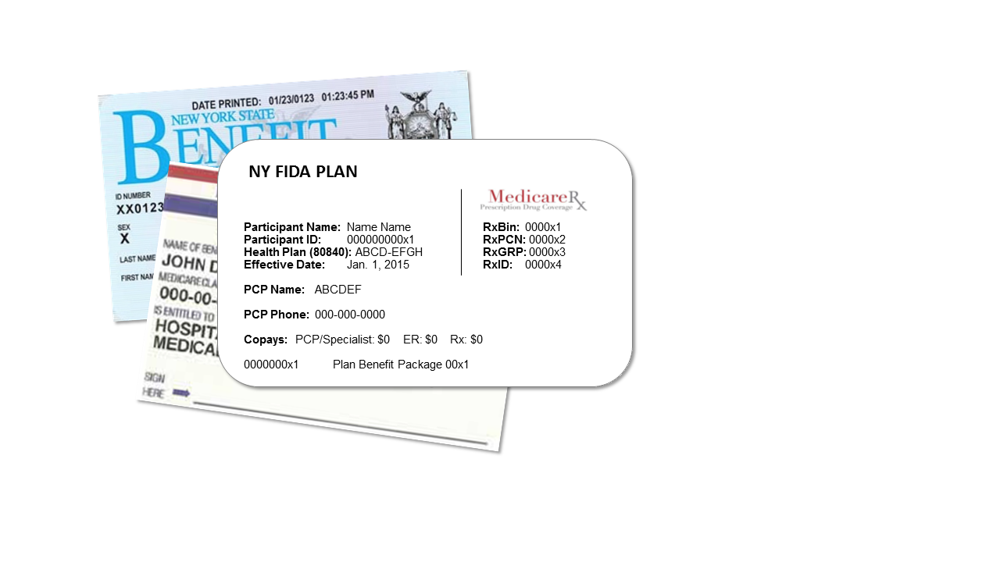 DATE PRINTED: 01/23/0123 01:23:45 PM
NEW YORK STATE
BENEFIT
ID NUMBER
XX0123
SEX
X
LAST NAME
FIRST NAM
NAME OF BEN
JOHN D
MEDICARE CLA
000-00-
IS ENTITLED TO
HOSPITA
MEDICA
SIGN
HERE
NY FIDA PLAN
MedicareRx
Prescription Drug Coverage
Participant Name: Name Name
Participant ID: 000000000x1
Health Plan (80840): ABCD-EFGH
Effective Date: Jan. 1, 2015
RxBin: 0000x1
RxPCN: 0000x2
RxGRP: 0000x3
RxID: 0000x4
PCP Name: ABCDEF
PCP Phone: 000-000-0000
Copays: PCP/Specialist: $0 ER: $0 Rx: $0
0000000x1 Plan Benefit Package 00x1